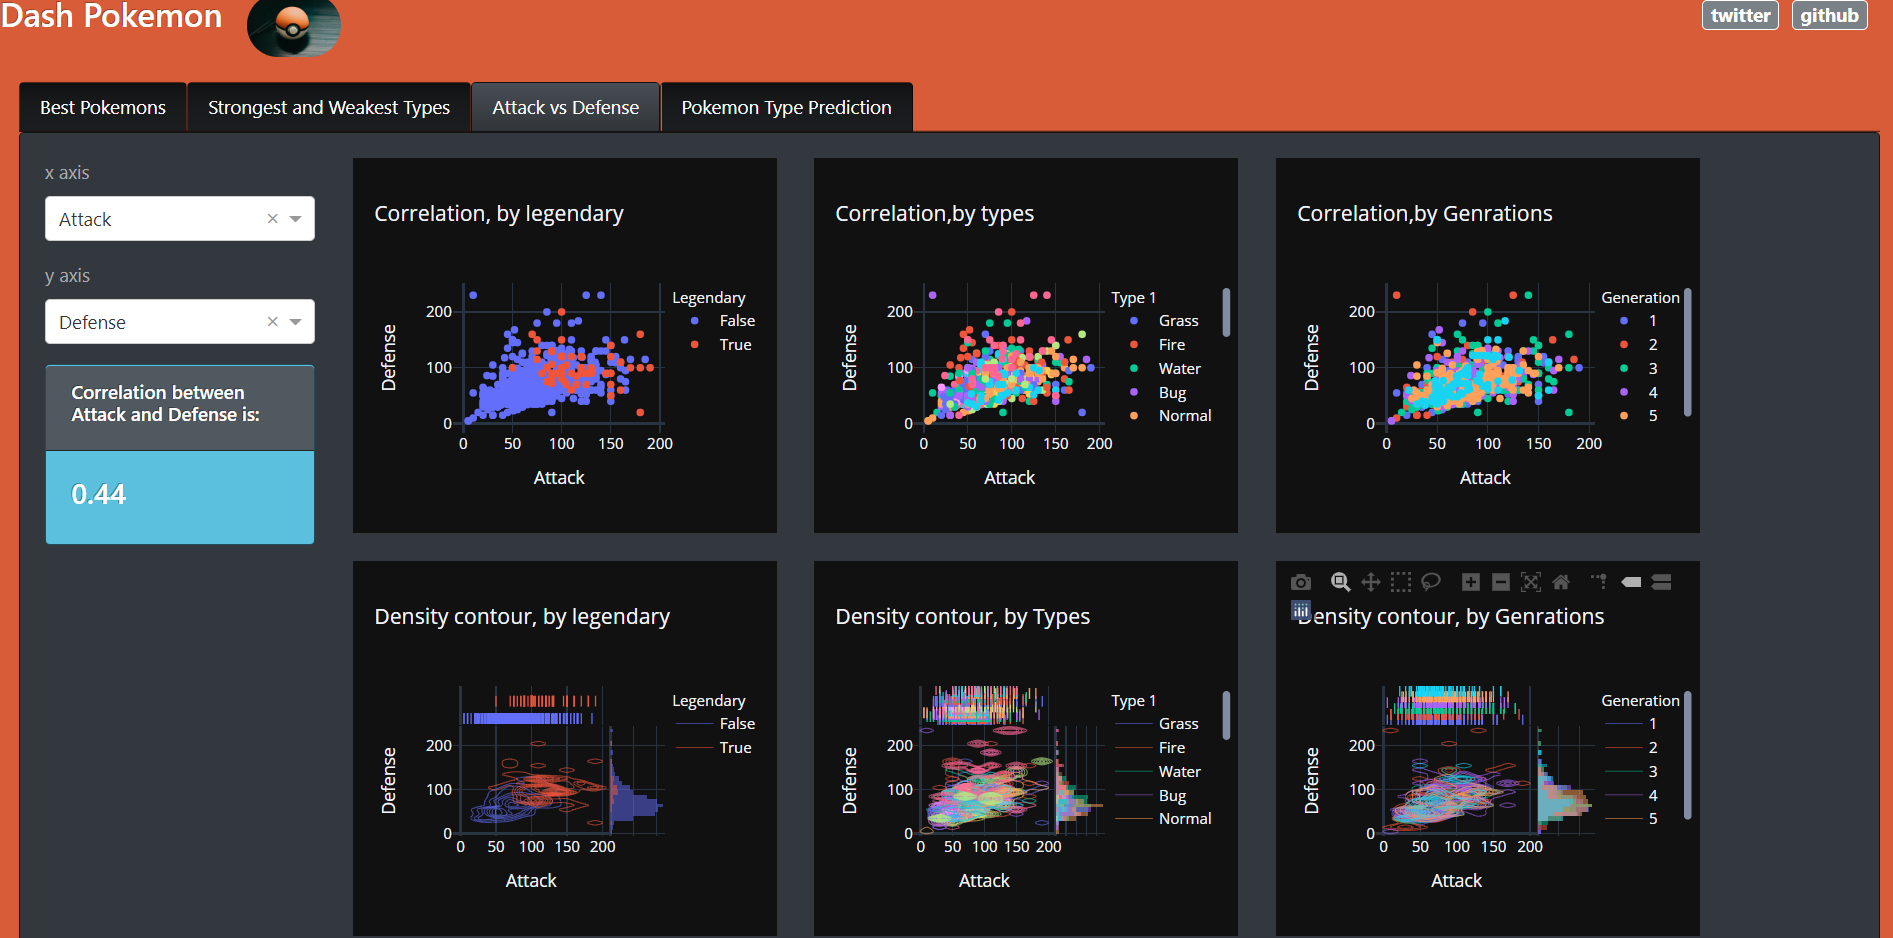 Dash Pokemon
twitter
github
Best Pokemons
Strongest and Weakest Types
Attack vs Defense
Pokemon Type Prediction
x axis
Attack
y axis
Defense
Correlation between
Attack and Defense is:
0.44
Correlation, by legendary
Defense
200
100
0
0 50 100 150 200
Attack
Legendary
False
True
Correlation,by types
Defense
200
100
0
0 50 100 150 200
Attack
Type 1
Grass
Fire
Water
Bug
Normal
Correlation,by Genrations
Defense
200
100
0
0 50 100 150 200
Attack
Generation
1
2
3
4
5
Density contour, by legendary
Defense
200
100
0
0 50 100 150 200
Attack
Legendary
False
True
Density contour, by Types
Defense
200
100
0
0 50 100 150 200
Attack
Type 1
Grass
Fire
Water
Bug
Normal
Density contour, by Genrations
Defense
200
100
0
0 50 100 150 200
Attack
Generation
1
2
3
4
5